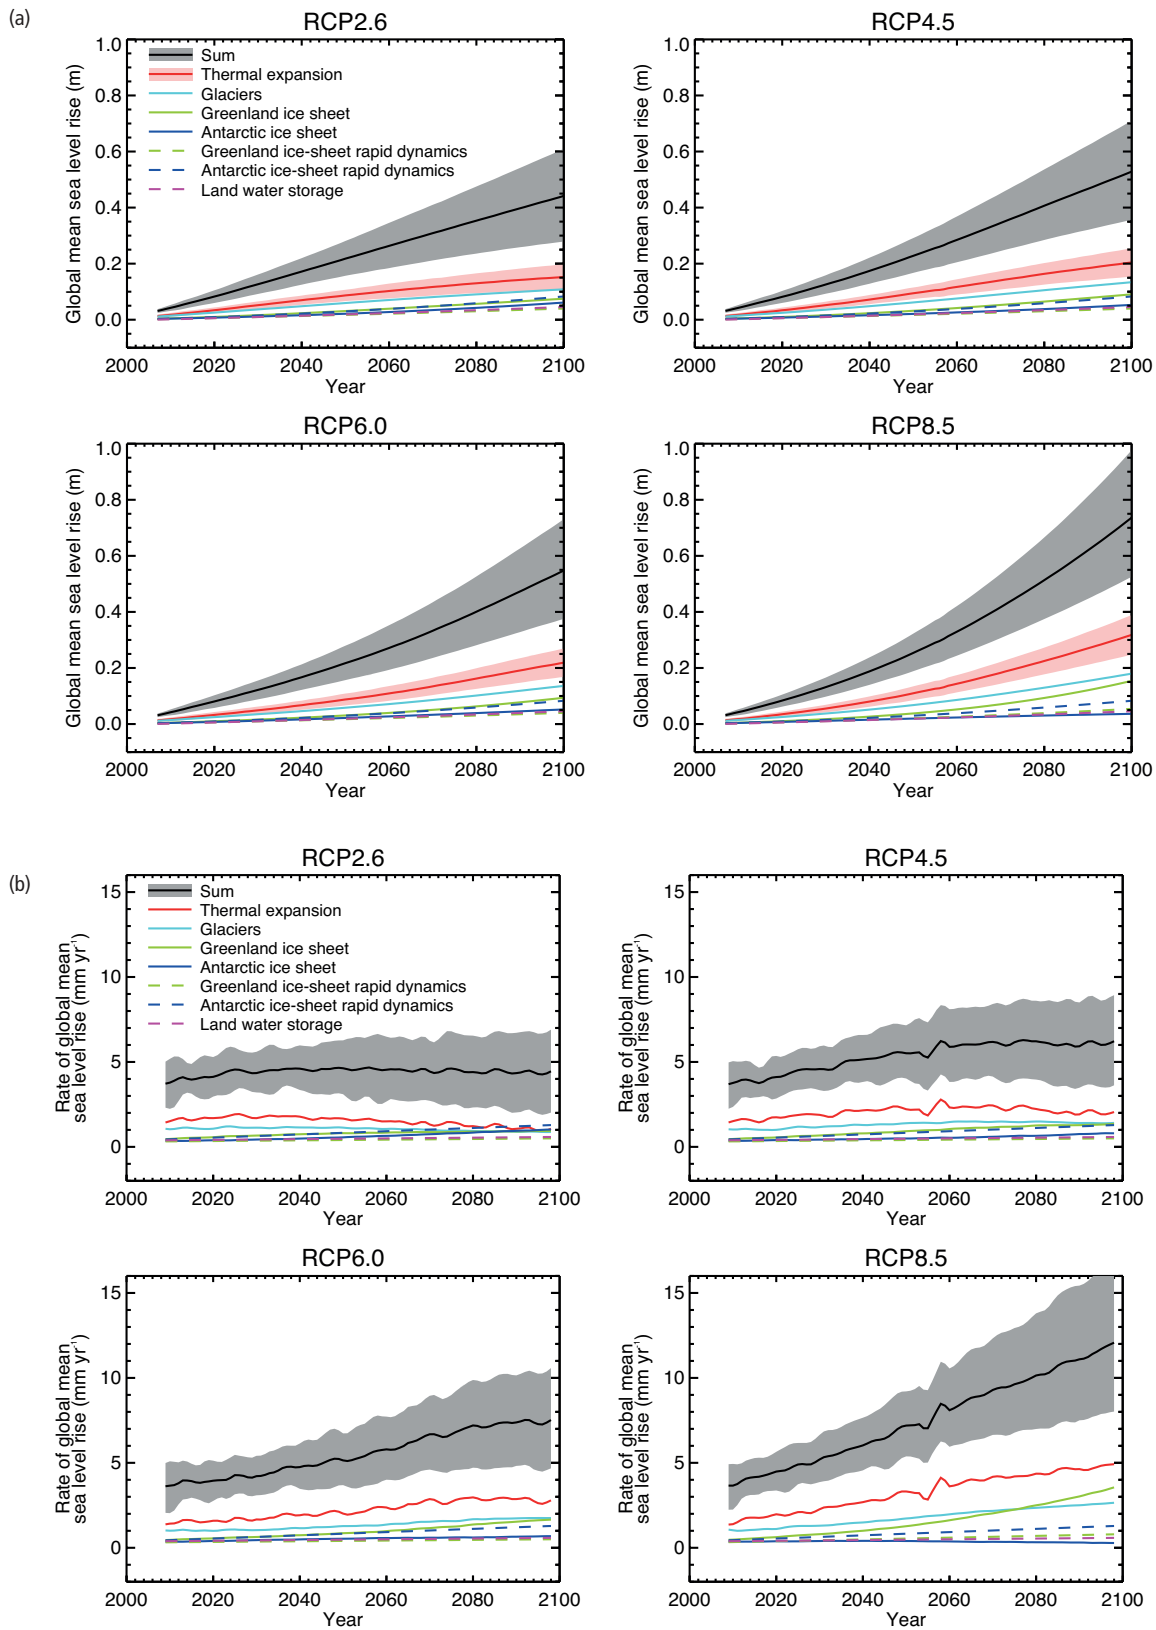 (a)
RCP2.6
Global mean sea level rise (m)
1.0
0.8
0.6
0.4
0.2
0.0
Sum
Thermal expansion
Glaciers
Greenland ice sheet
Antarctic ice sheet
Greenland ice-sheet rapid dynamics
Antarctic ice-sheet rapid dynamics
Land water storage
2000 2020 2040 2060 2080 2100
Year
RCP4.5
Global mean sea level rise (m)
1.0
0.8
0.6
0.4
0.2
0.0
2000 2020 2040 2060 2080 2100
Year
RCP6.0
Global mean sea level rise (m)
1.0
0.8
0.6
0.4
0.2
0.0
2000 2020 2040 2060 2080 2100
Year
RCP8.5
Global mean sea level rise (m)
1.0
0.8
0.6
0.4
0.2
0.0
2000 2020 2040 2060 2080 2100
Year
(b)
RCP2.6
Rate of global mean
sea level rise (mm yr-1)
15
10
5
0
Sum
Thermal expansion
Glaciers
Greenland ice sheet
Antarctic ice sheet
Greenland ice-sheet rapid dynamics
Antarctic ice-sheet rapid dynamics
Land water storage
2000 2020 2040 2060 2080 2100
Year
RCP4.5
Rate of global mean
sea level rise (mm yr-1)
15
10
5
0
2000 2020 2040 2060 2080 2100
Year
RCP6.0
Rate of global mean
sea level rise (mm yr-1)
15
10
5
0
2000 2020 2040 2060 2080 2100
Year
RCP8.5
Rate of global mean
sea level rise (mm yr-1)
15
10
5
0
2000 2020 2040 2060 2080 2100
Year